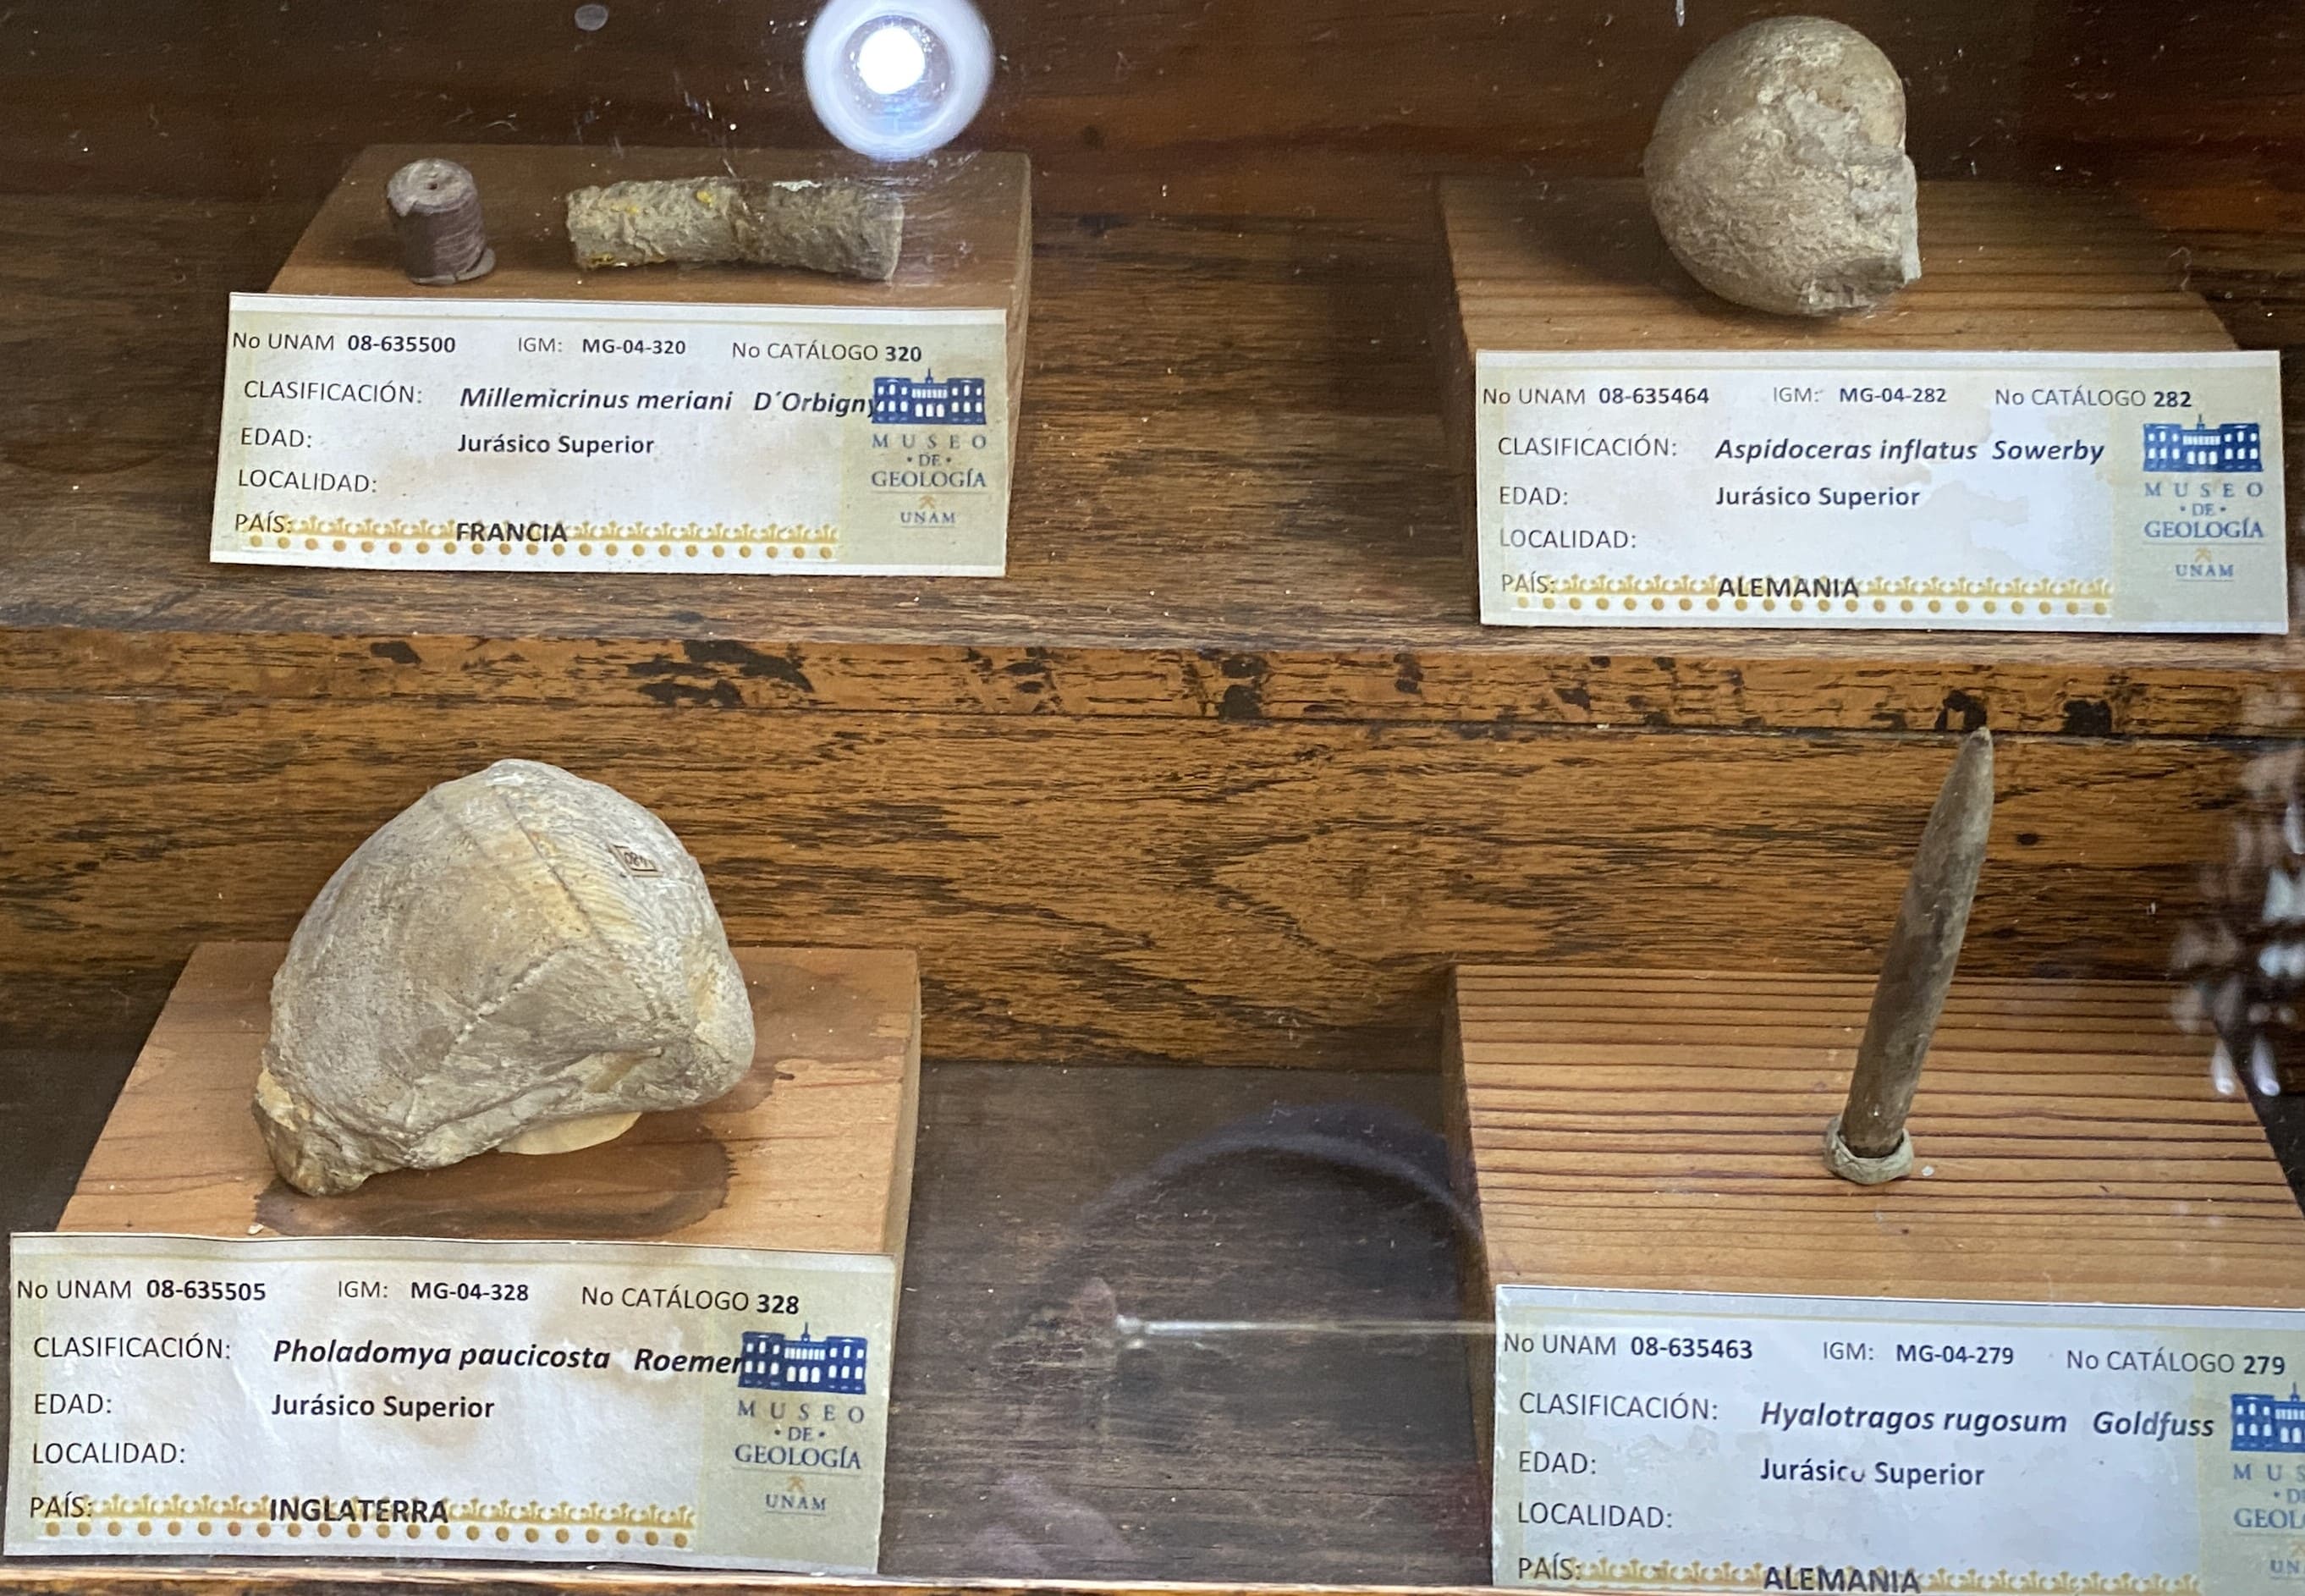 No UNAM 08-635500 IGM: MG-04-320 No CATÁLOGO 320
CLASIFICACIÓN: Millemicrinus meriani D´Orbigny
EDAD: Jurásico Superior
LOCALIDAD:
PAÍS: FRANCIA
MUSEO
• DE •
GEOLOGÍA
UNAM
No UNAM 08-635464 IGM: MG-04-282 No CATÁLOGO 282
CLASIFICACIÓN: Aspidoceras inflatus Sowerby
EDAD: Jurásico Superior
LOCALIDAD:
PAÍS: ALEMANIA
MUSEO
• DE •
GEOLOGÍA
UNAM
No UNAM 08-635505 IGM: MG-04-328 No CATÁLOGO 328
CLASIFICACIÓN: Pholadomya paucicosta Roemer
EDAD: Jurásico Superior
LOCALIDAD:
PAÍS: INGLATERRA
MUSEO
• DE •
GEOLOGÍA
UNAM
No UNAM 08-635463 IGM: MG-04-279 No CATÁLOGO 279
CLASIFICACIÓN: Hyalotragos rugosum Goldfuss
EDAD: Jurásico Superior
LOCALIDAD:
PAÍS: ALEMANIA